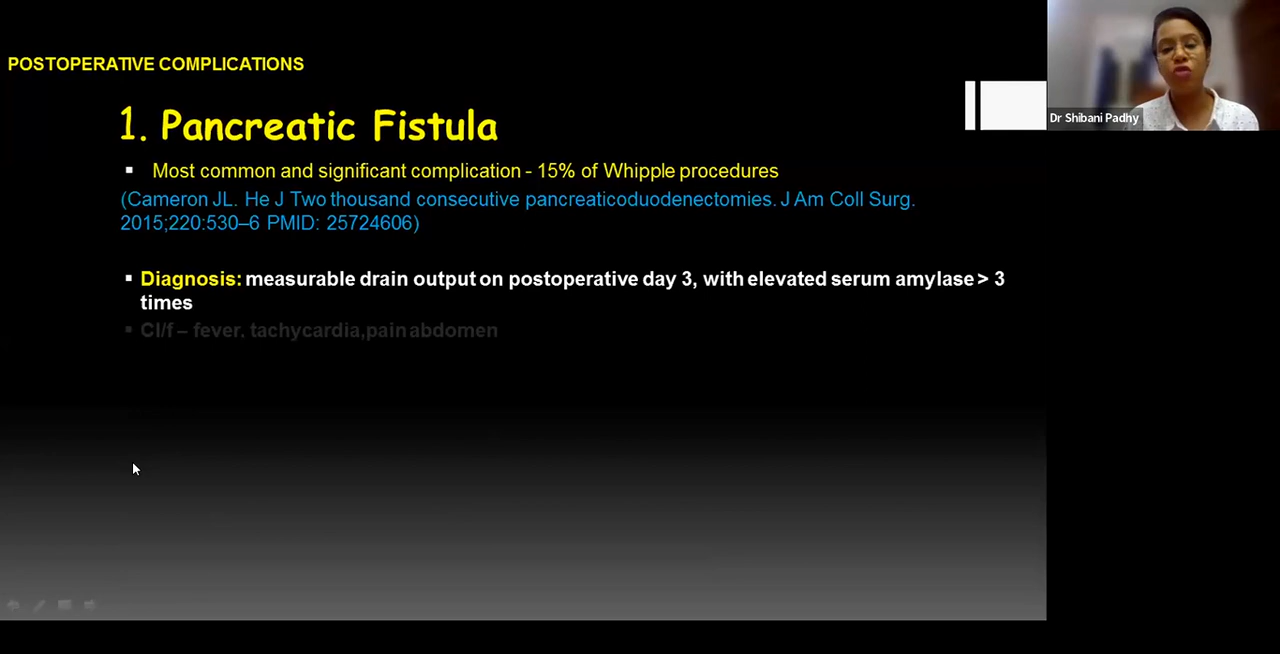 POSTOPERATIVE COMPLICATIONS
Dr Shibani Padhy
1. Pancreatic Fistula
▪ Most common and significant complication - 15% of Whipple procedures
(Cameron JL. He J Two thousand consecutive pancreaticoduodenectomies. J Am Coll Surg.
2015;220:530–6 PMID: 25724606)
▪ Diagnosis: measurable drain output on postoperative day 3, with elevated serum amylase > 3
times
▪ Cl/f – fever. tachycardia,pain abdomen